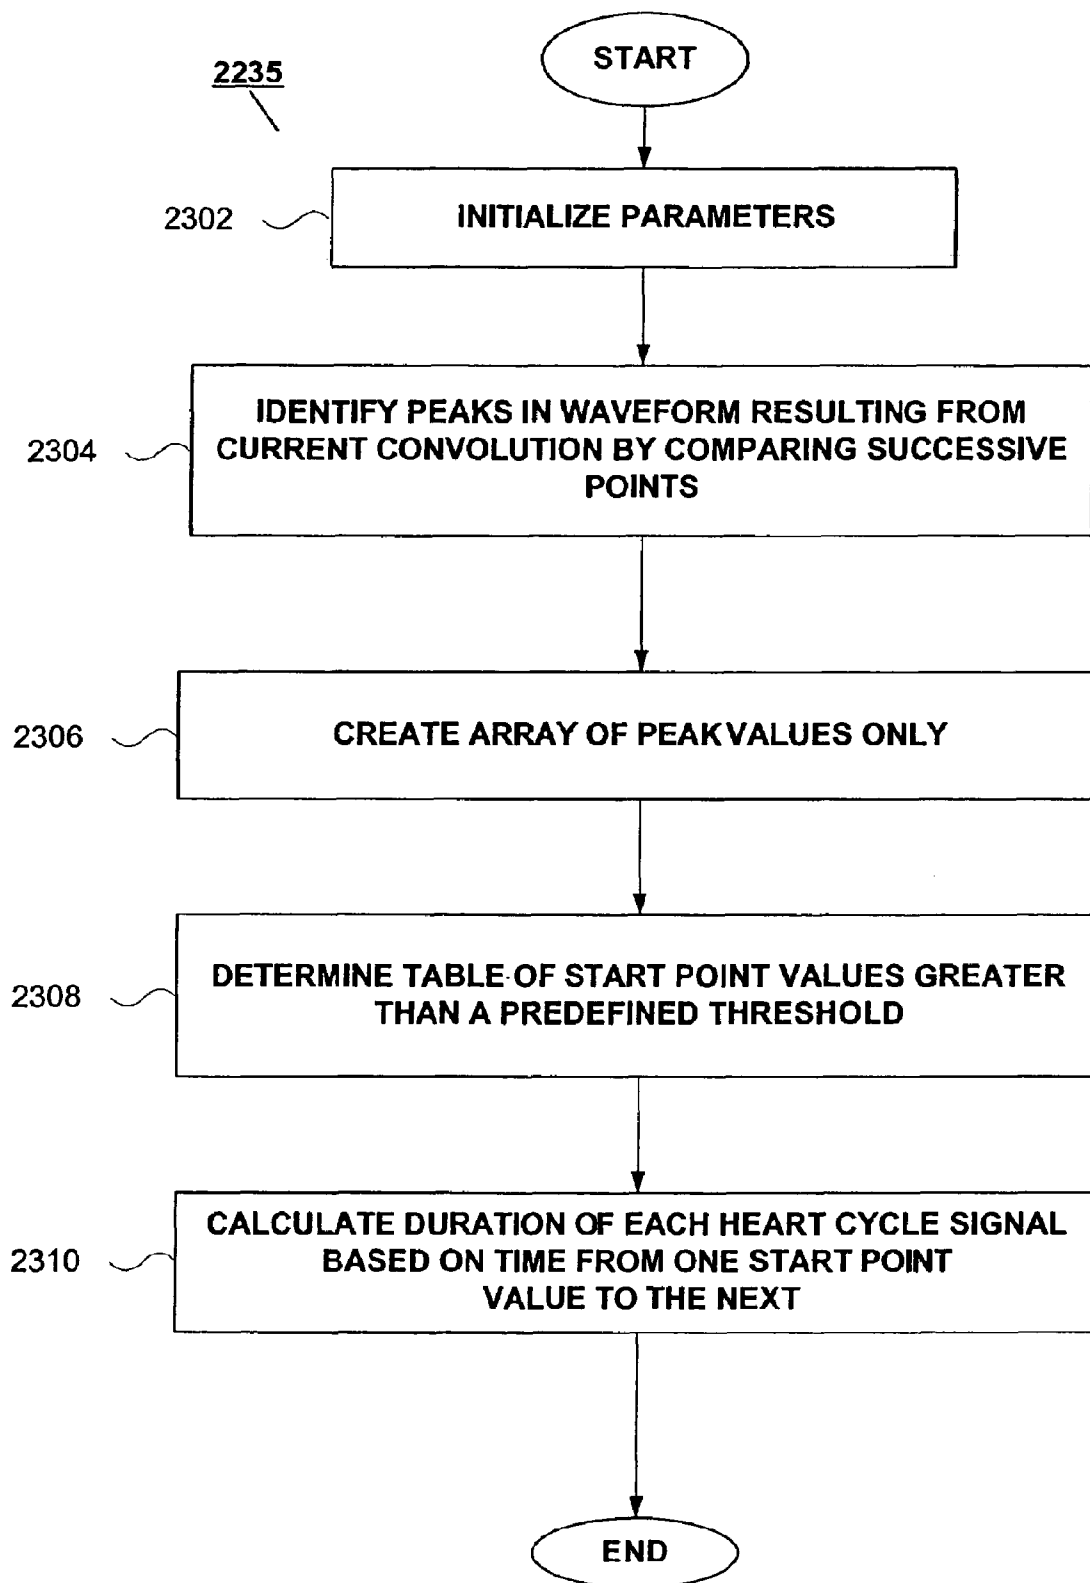 START
2235
2302
INITIALIZE PARAMETERS
IDENTIFY PEAKS IN WAVEFORM RESULTING FROM
2304
CURRENT CONVOLUTION BY COMPARING SUCCESSIVE
POINTS
2306
CREATE ARRAY OF PEAK VALUES ONLY
DETERMINE TABLE OF START POINT VALUES GREATER
2308
THAN A PREDEFINED THRESHOLD
CALCULATE DURATION OF EACH HEART CYCLE SIGNAL
2310
BASED ON TIME FROM ONE START POINT
VALUE TO THE NEXT
END